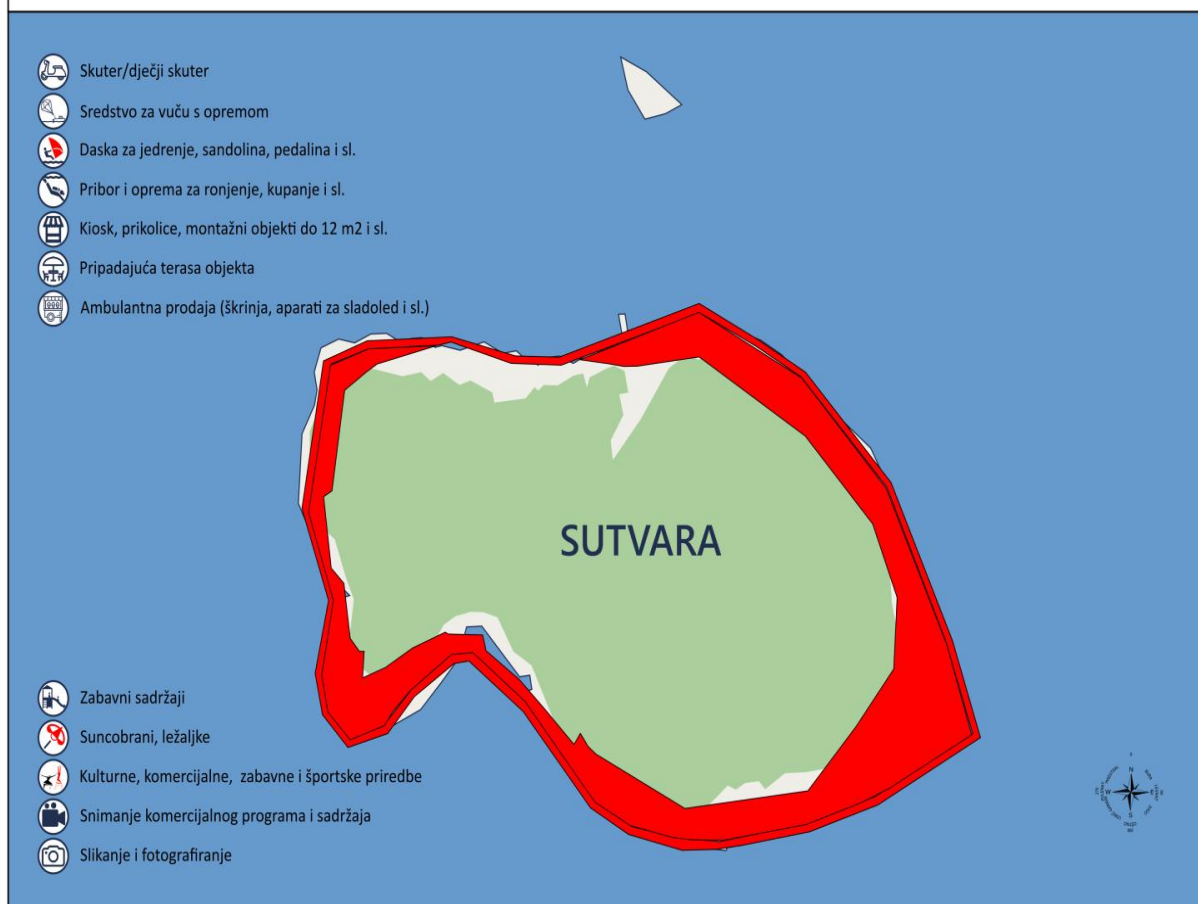 Skuter/dječji skuter
Sredstvo za vuču s opremom
Daska za jedrenje, sandolina, pedalina i sl.
Pribor i oprema za ronjenje, kupanje i sl.
Kiosk, prikolice, montažni objekti do 12 m2 i sl.
Pripadajuća terasa objekta
Ambulantna prodaja (škrinja, aparati za sladoled i sl.)
SUTVARA
Zabavni sadržaji
Suncobrani, ležaljke
Kulturne, komercijalne, zabavne i športske priredbe
Snimanje komercijalnog programa i sadržaja
Slikanje i fotografiranje
N
W E
S